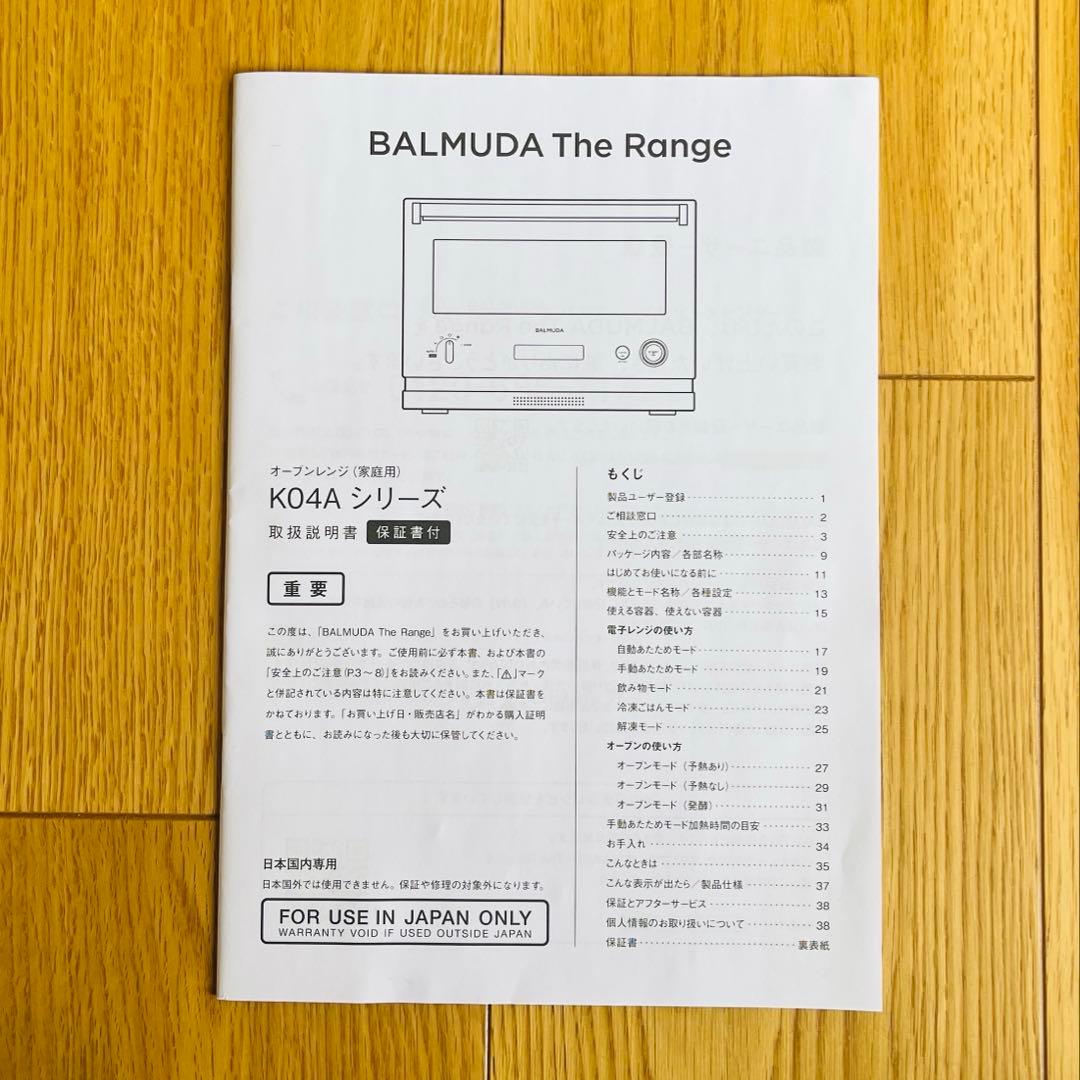 BALMUDA The Range
BALMUDA
オーブンレンジ（家庭用）
K04A シリーズ
取扱説明書 保証書付
重要
この度は、「BALMUDA The Range」をお買い上げいただき、
誠にありがとうございます。ご使用前に必ず本書、および本書の
「安全上のご注意（P.3～8）」をお読みください。また、「⚠」マーク
と併記されている内容は特に注意してください。本書は保証書を
かねております。「お買い上げ日・販売店名」がわかる購入証明
書とともに、お読みになった後も大切に保管してください。
日本国内専用
日本国外では使用できません。保証や修理の対象外になります。
FOR USE IN JAPAN ONLY
WARRANTY VOID IF USED OUTSIDE JAPAN
もくじ
製品ユーザー登録 1
ご相談窓口 2
安全上のご注意 3
パッケージ内容／各部名称 9
はじめてお使いになる前に 11
機能とモード名称／各種設定 13
使える容器、使えない容器 15
電子レンジの使い方
自動あたためモード 17
手動あたためモード 19
飲み物モード 21
冷凍ごはんモード 23
解凍モード 25
オーブンの使い方
オーブンモード（予熱あり） 27
オーブンモード（予熱なし） 29
オーブンモード（発酵） 31
手動あたためモード加熱時間の目安 33
お手入れ 34
こんなときは 35
こんな表示が出たら／製品仕様 37
保証とアフターサービス 38
個人情報のお取り扱いについて 38
保証書 裏表紙